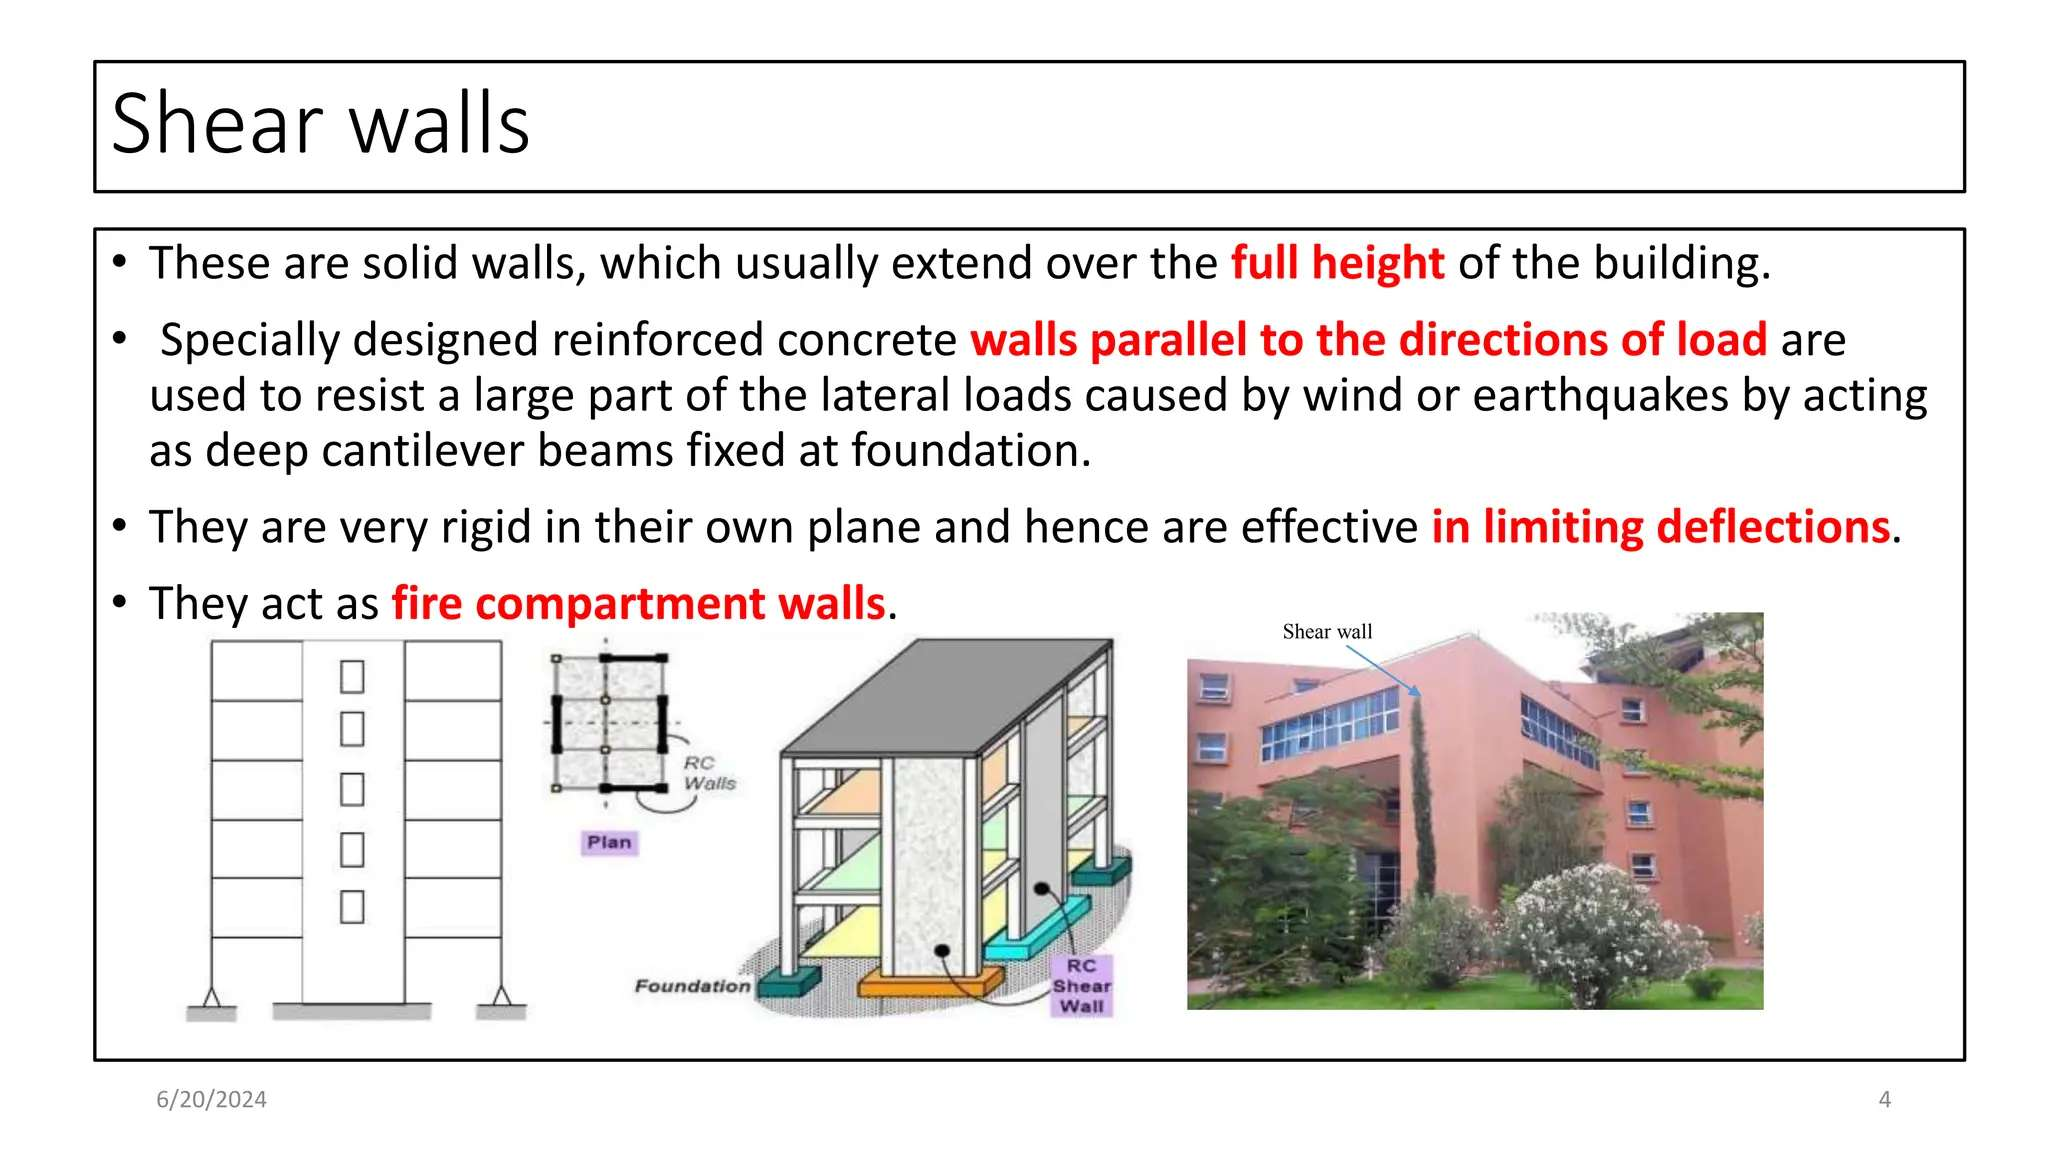 Shear walls
• These are solid walls, which usually extend over the full height of the building.
• Specially designed reinforced concrete walls parallel to the directions of load are
used to resist a large part of the lateral loads caused by wind or earthquakes by acting
as deep cantilever beams fixed at foundation.
• They are very rigid in their own plane and hence are effective in limiting deflections.
• They act as fire compartment walls.
RC
Walls
Plan
Foundation
RC
Shear
Wall
Shear wall
6/20/2024
4